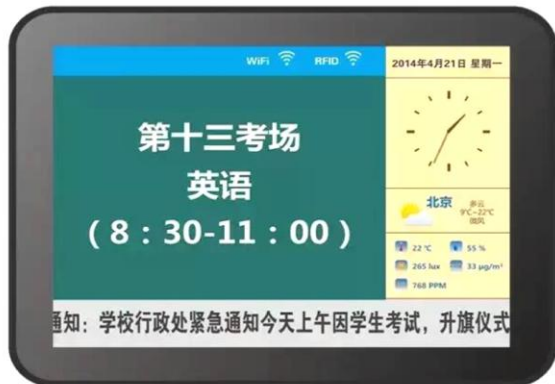 WiFi RFID
2014年4月21日 星期一
第十三考场
英语
（8：30-11：00）
北京
多云
9℃~22℃
微风
22 ℃
55 %
265 lux
33 μg/m³
768 PPM
通知：学校行政处紧急通知今天上午因学生考试，升旗仪式